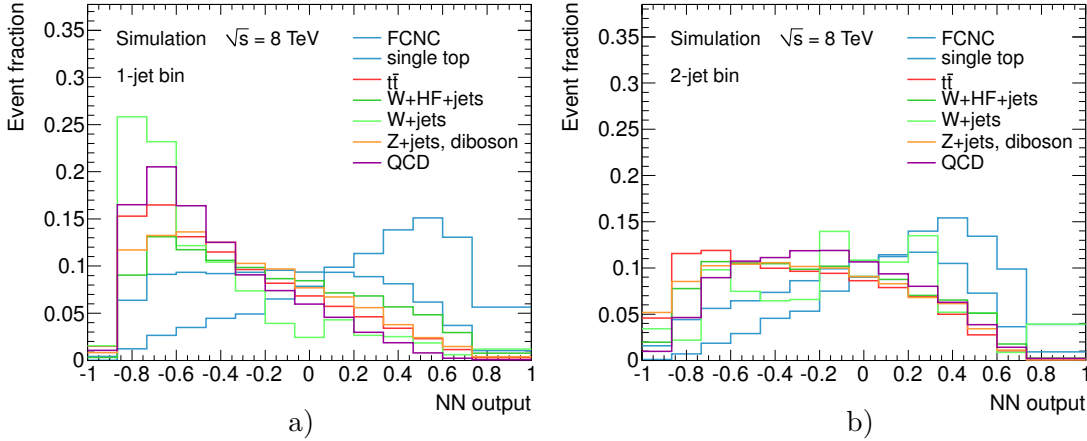 Event fraction
0.35
0.3
0.25
0.2
0.15
0.1
0.05
0
Simulation √s = 8 TeV
1-jet bin
FCNC
single top
tt̄
W+HF+jets
W+jets
Z+jets, diboson
QCD
-1 -0.8 -0.6 -0.4 -0.2 0 0.2 0.4 0.6 0.8 1
NN output
a)
Event fraction
0.35
0.3
0.25
0.2
0.15
0.1
0.05
0
Simulation √s = 8 TeV
2-jet bin
FCNC
single top
tt̄
W+HF+jets
W+jets
Z+jets, diboson
QCD
-1 -0.8 -0.6 -0.4 -0.2 0 0.2 0.4 0.6 0.8 1
NN output
b)